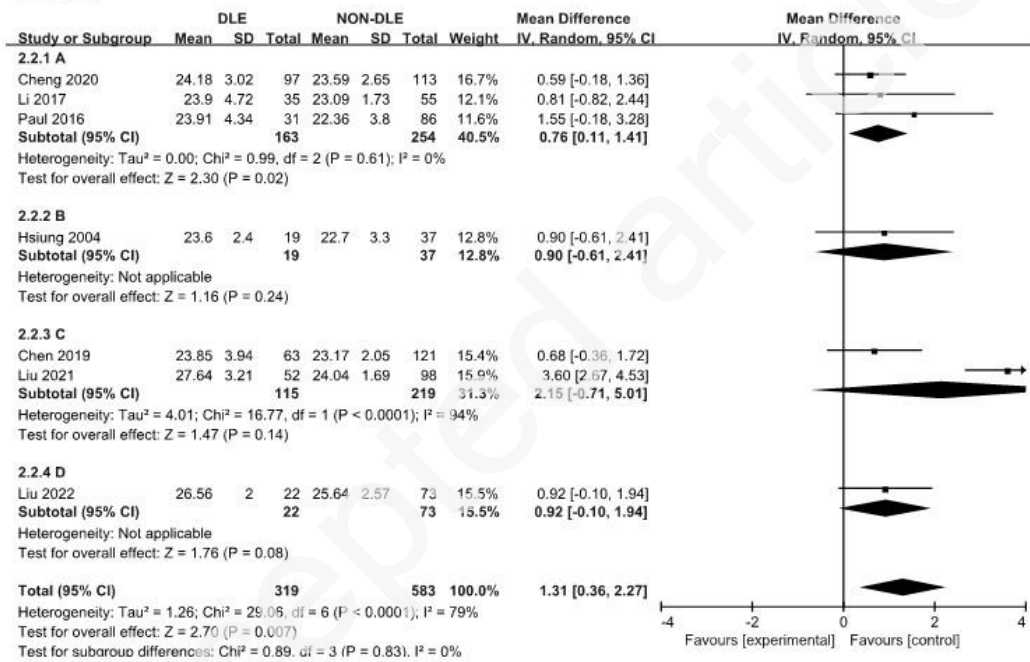 DLE NON-DLE Mean Difference Mean Difference
Study or Subgroup Mean SD Total Mean SD Total Weight IV, Random, 95% CI IV, Random, 95% CI
2.2.1 A
Cheng 2020 24.18 3.02 97 23.59 2.65 113 16.7% 0.59 [-0.18, 1.36]
Li 2017 23.9 4.72 35 23.09 1.73 55 12.1% 0.81 [-0.82, 2.44]
Paul 2016 23.91 4.34 31 22.36 3.8 86 11.6% 1.55 [-0.18, 3.28]
Subtotal (95% CI) 163 254 40.5% 0.76 [0.11, 1.41]
Heterogeneity: Tau² = 0.00; Chi² = 0.99, df = 2 (P = 0.61); I² = 0%
Test for overall effect: Z = 2.30 (P = 0.02)
2.2.2 B
Hsiung 2004 23.6 2.4 19 22.7 3.3 37 12.8% 0.90 [-0.61, 2.41]
Subtotal (95% CI) 19 37 12.8% 0.90 [-0.61, 2.41]
Heterogeneity: Not applicable
Test for overall effect: Z = 1.16 (P = 0.24)
2.2.3 C
Chen 2019 23.85 3.94 63 23.17 2.05 121 15.4% 0.68 [-0.36, 1.72]
Liu 2021 27.64 3.21 52 24.04 1.69 98 15.9% 3.60 [2.67, 4.53]
Subtotal (95% CI) 115 219 31.3% 2.15 [-0.71, 5.01]
Heterogeneity: Tau² = 4.01; Chi² = 16.77, df = 1 (P < 0.0001); I² = 94%
Test for overall effect: Z = 1.47 (P = 0.14)
2.2.4 D
Liu 2022 26.56 2 22 25.64 2.57 73 15.5% 0.92 [-0.10, 1.94]
Subtotal (95% CI) 22 73 15.5% 0.92 [-0.10, 1.94]
Heterogeneity: Not applicable
Test for overall effect: Z = 1.76 (P = 0.08)
Total (95% CI) 319 583 100.0% 1.31 [0.36, 2.27]
Heterogeneity: Tau² = 1.26; Chi² = 29.06, df = 6 (P < 0.0001); I² = 79%
Test for overall effect: Z = 2.70 (P = 0.007)
Test for subgroup differences: Chi² = 0.89, df = 3 (P = 0.83), I² = 0%
-4 -2 0 2 4
Favours [experimental] Favours [control]
epted artic